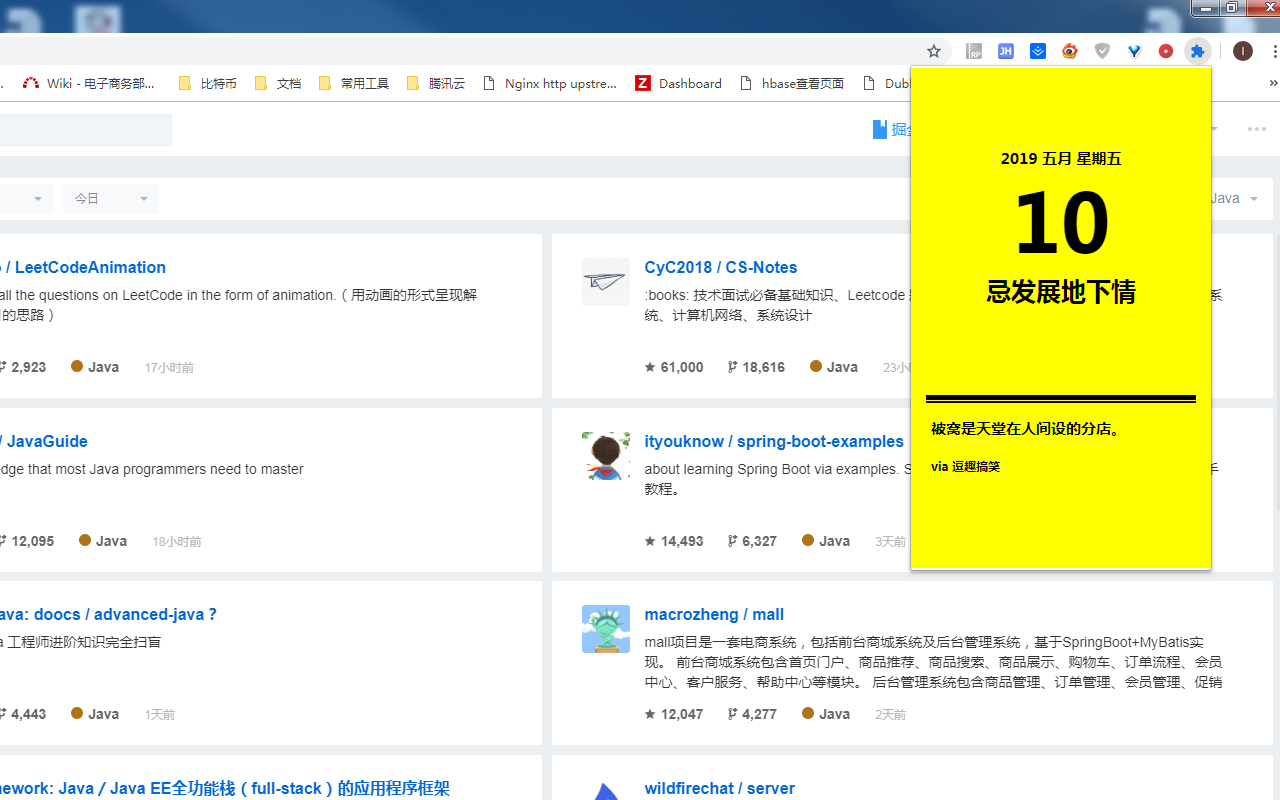 Wiki - 电子商务部...
比特币
文档
常用工具
腾讯云
Nginx http upstre...
Dashboard
hbase查看页面
Dubl
»
掘金
今日
Java
/ LeetCodeAnimation
all the questions on LeetCode in the form of animation.（用动画的形式呈现解
的思路）
2,923
Java
17小时前
CyC2018 / CS-Notes
:books: 技术面试必备基础知识、Leetcode
系
统、计算机网络、系统设计
61,000
18,616
Java
23小时
/ JavaGuide
edge that most Java programmers need to master
12,095
Java
18小时前
ityouknow / spring-boot-examples
about learning Spring Boot via examples. S
手
教程。
14,493
6,327
Java
3天前
ava: doocs / advanced-java ?
a 工程师进阶知识完全扫盲
4,443
Java
1天前
macrozheng / mall
mall项目是一套电商系统，包括前台商城系统及后台管理系统，基于SpringBoot+MyBatis实
现。 前台商城系统包含首页门户、商品推荐、商品搜索、商品展示、购物车、订单流程、会员
中心、客户服务、帮助中心等模块。 后台管理系统包含商品管理、订单管理、会员管理、促销
12,047
4,277
Java
2天前
ework: Java / Java EE全功能栈（full-stack）的应用程序框架
wildfirechat / server
RP
JH
I
2019 五月 星期五
10
忌发展地下情
被窝是天堂在人间设的分店。
via 逗趣搞笑